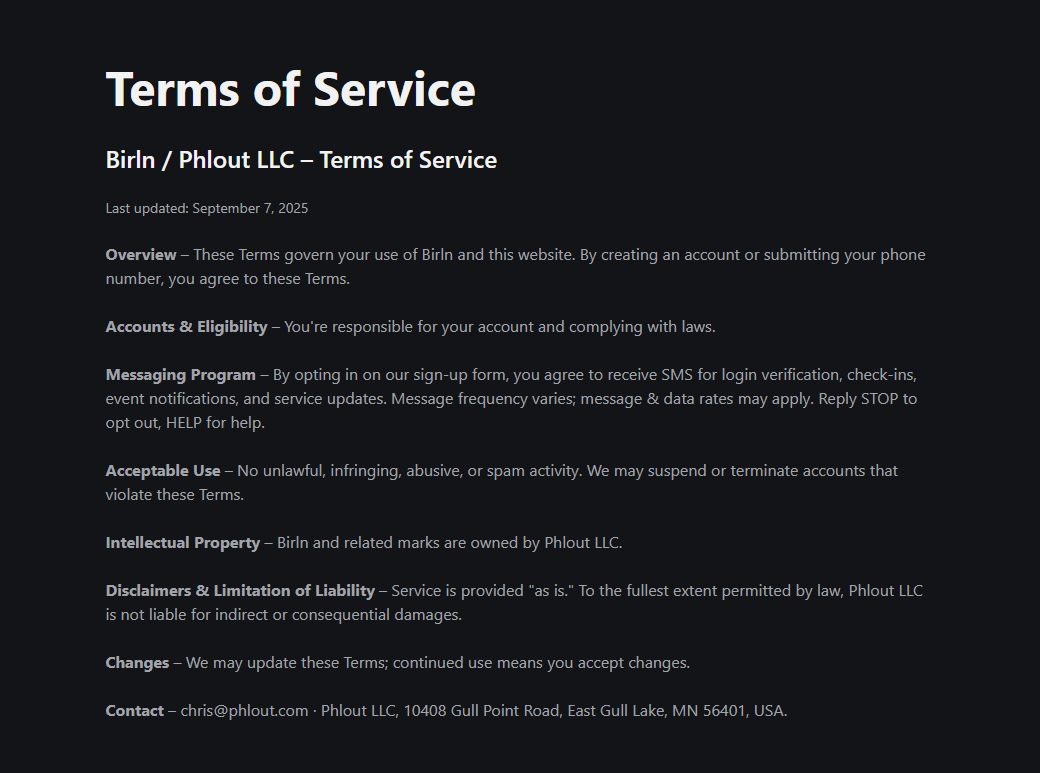 Terms of Service
Birln / Phlout LLC – Terms of Service
Last updated: September 7, 2025
Overview – These Terms govern your use of Birln and this website. By creating an account or submitting your phone
number, you agree to these Terms.
Accounts & Eligibility – You're responsible for your account and complying with laws.
Messaging Program – By opting in on our sign-up form, you agree to receive SMS for login verification, check-ins,
event notifications, and service updates. Message frequency varies; message & data rates may apply. Reply STOP to
opt out, HELP for help.
Acceptable Use – No unlawful, infringing, abusive, or spam activity. We may suspend or terminate accounts that
violate these Terms.
Intellectual Property – Birln and related marks are owned by Phlout LLC.
Disclaimers & Limitation of Liability – Service is provided "as is." To the fullest extent permitted by law, Phlout LLC
is not liable for indirect or consequential damages.
Changes – We may update these Terms; continued use means you accept changes.
Contact – chris@phlout.com · Phlout LLC, 10408 Gull Point Road, East Gull Lake, MN 56401, USA.